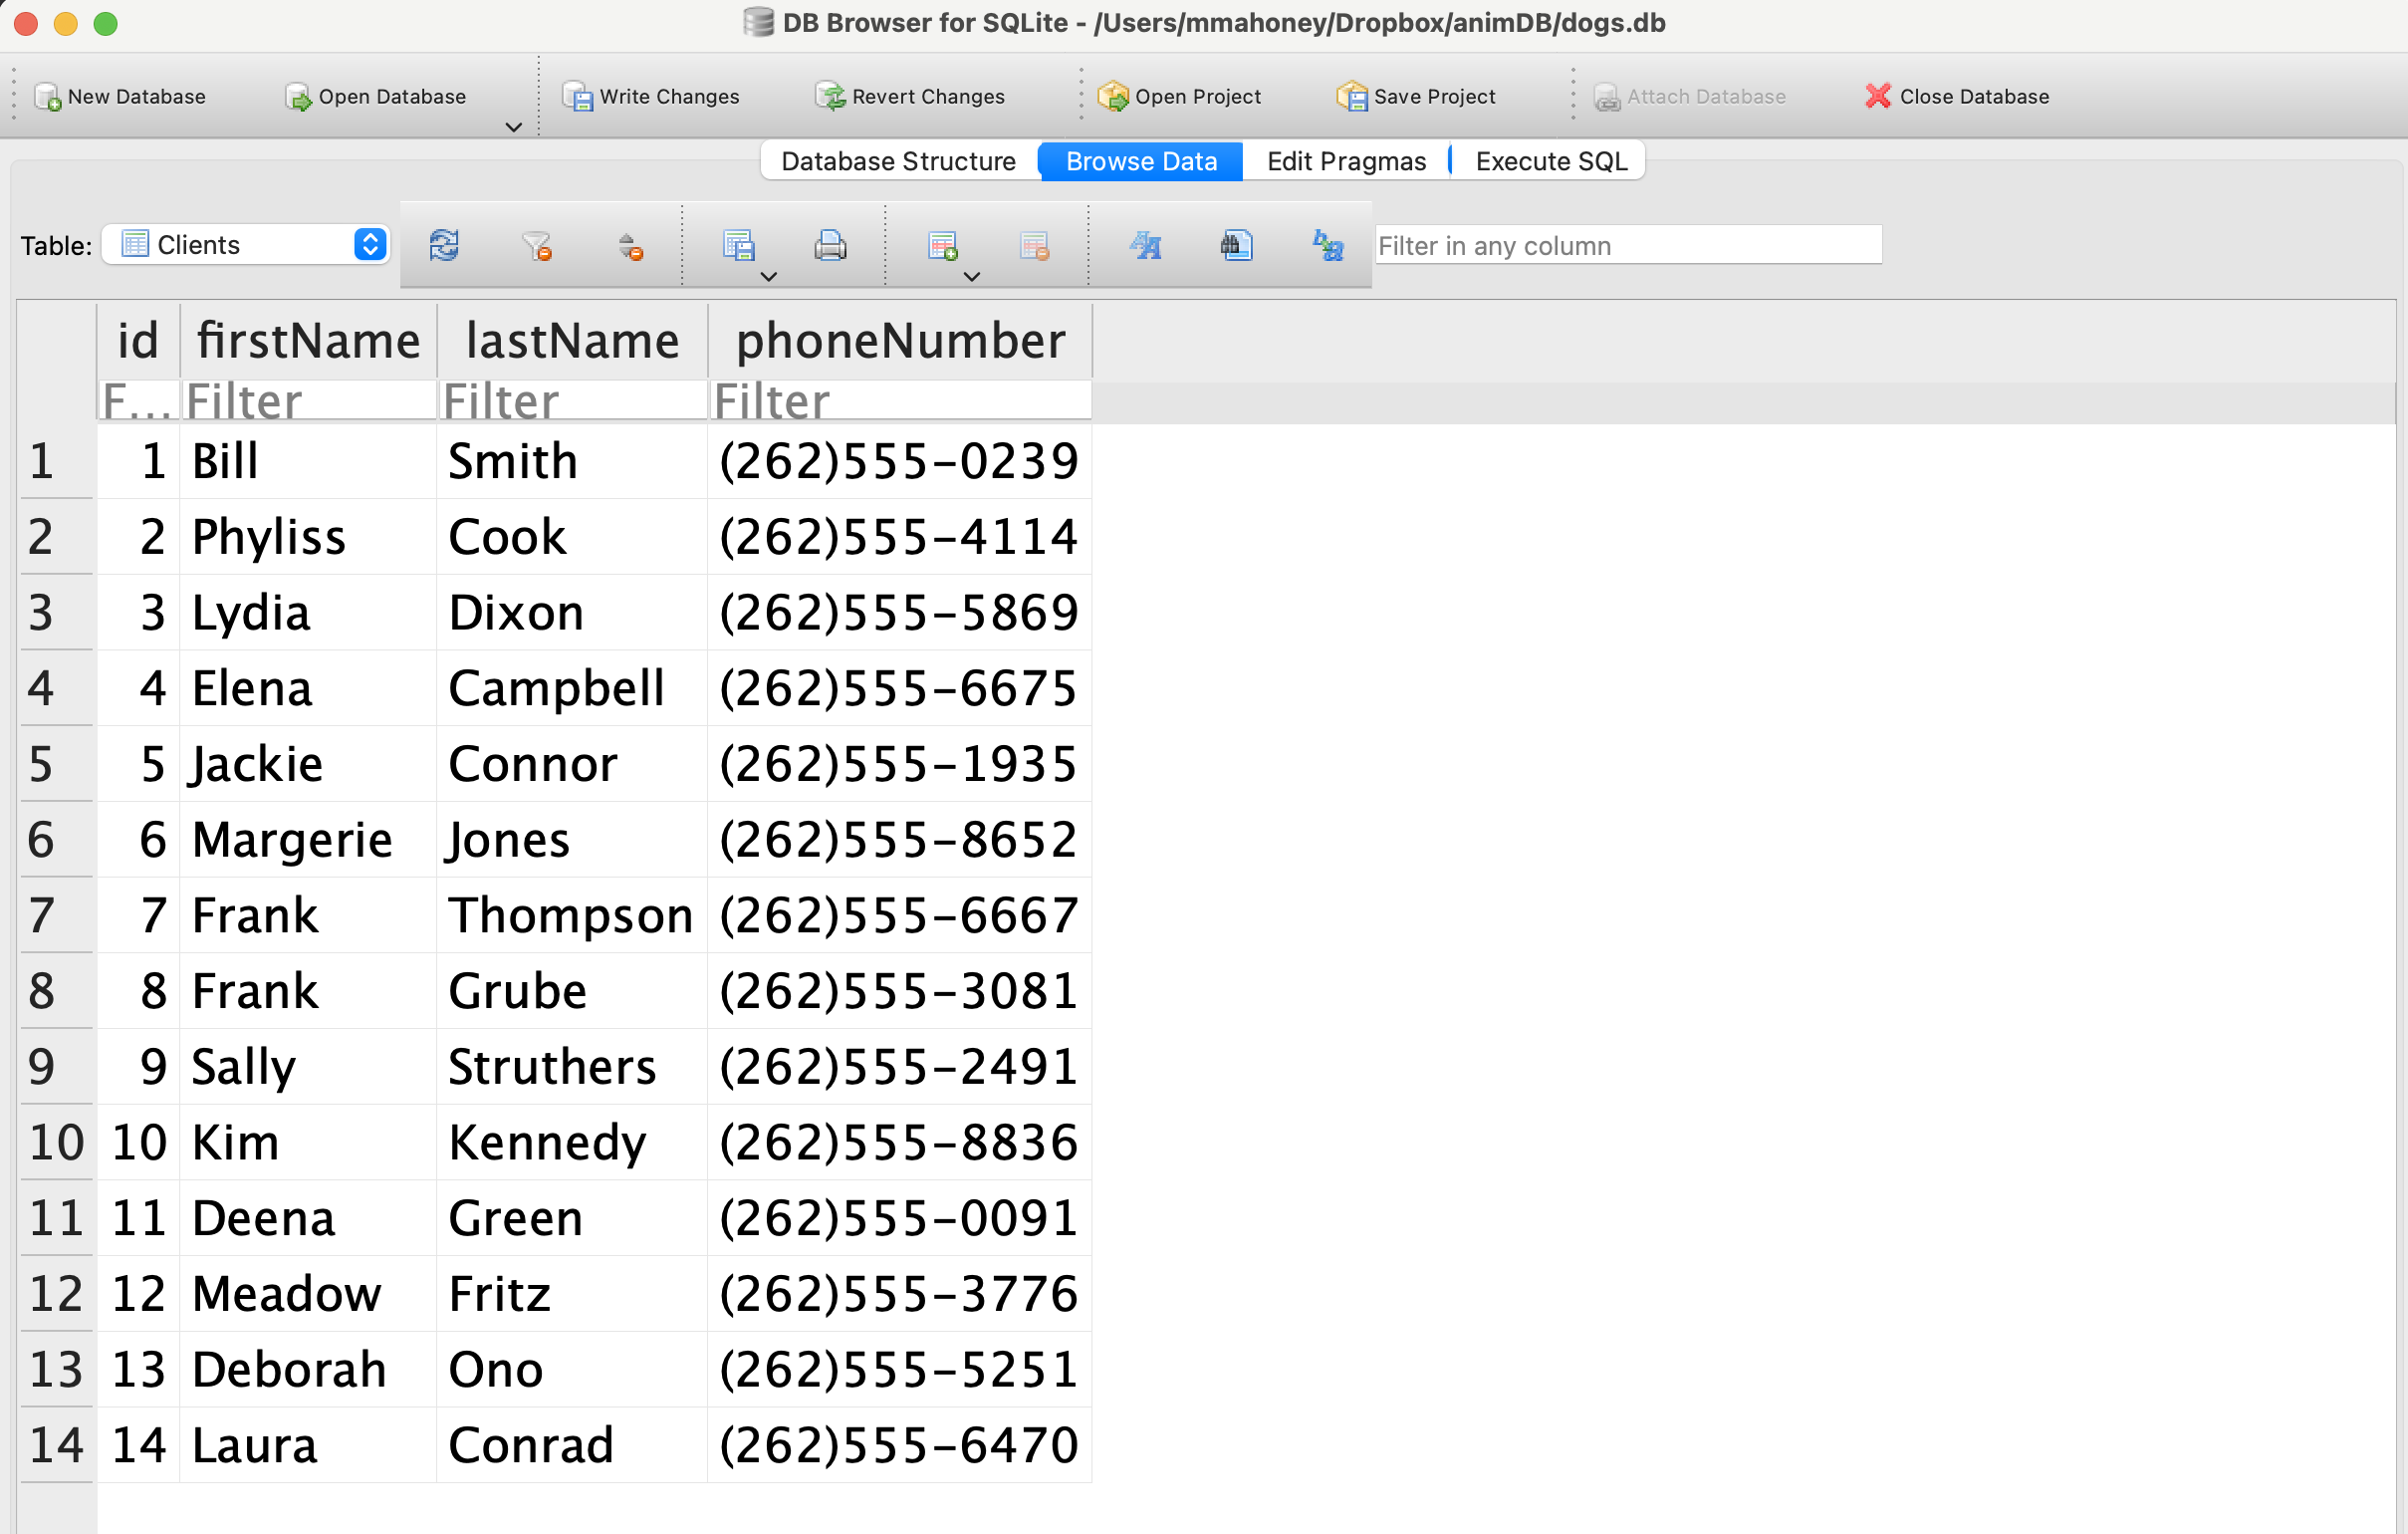 DB Browser for SQLite - /Users/mmahoney/Dropbox/animDB/dogs.db
New Database Open Database Write Changes Revert Changes Open Project Save Project Attach Database Close Database
Database Structure Browse Data Edit Pragmas Execute SQL
Table: Clients Filter in any column
id firstName lastName phoneNumber
F... Filter Filter Filter
1 1 Bill Smith (262)555-0239
2 2 Phyliss Cook (262)555-4114
3 3 Lydia Dixon (262)555-5869
4 4 Elena Campbell (262)555-6675
5 5 Jackie Connor (262)555-1935
6 6 Margerie Jones (262)555-8652
7 7 Frank Thompson (262)555-6667
8 8 Frank Grube (262)555-3081
9 9 Sally Struthers (262)555-2491
10 10 Kim Kennedy (262)555-8836
11 11 Deena Green (262)555-0091
12 12 Meadow Fritz (262)555-3776
13 13 Deborah Ono (262)555-5251
14 14 Laura Conrad (262)555-6470